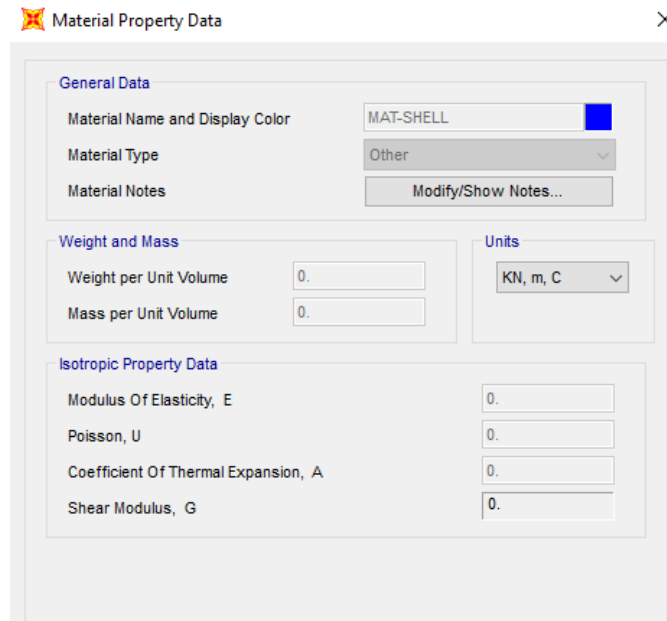 Material Property Data
General Data
Material Name and Display Color MAT-SHELL
Material Type Other
Material Notes Modify/Show Notes...
Weight and Mass
Weight per Unit Volume 0.
Mass per Unit Volume 0.
Units
KN, m, C
Isotropic Property Data
Modulus Of Elasticity, E 0.
Poisson, U 0.
Coefficient Of Thermal Expansion, A 0.
Shear Modulus, G 0.